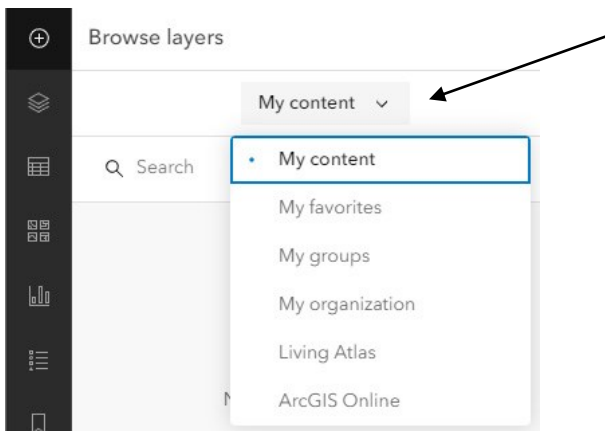 Browse layers
My content
Search
My content
My favorites
My groups
My organization
Living Atlas
ArcGIS Online